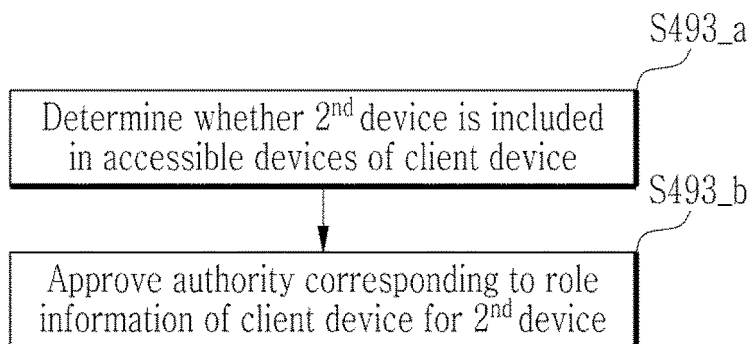 S493_a
Determine whether 2nd device is included
in accessible devices of client device
S493_b
Approve authority corresponding to role
information of client device for 2nd device